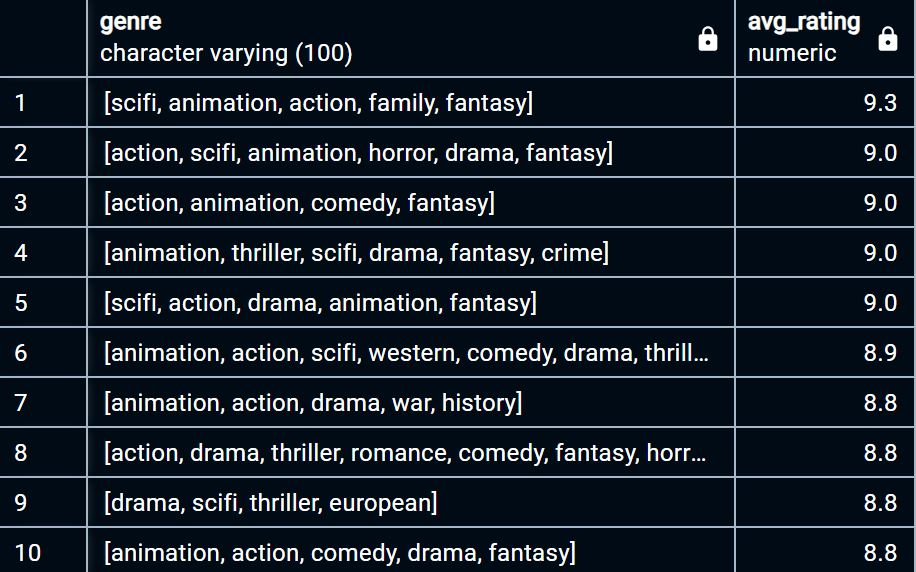 genre avg_rating
character varying (100) numeric
1 [scifi, animation, action, family, fantasy] 9.3
2 [action, scifi, animation, horror, drama, fantasy] 9.0
3 [action, animation, comedy, fantasy] 9.0
4 [animation, thriller, scifi, drama, fantasy, crime] 9.0
5 [scifi, action, drama, animation, fantasy] 9.0
6 [animation, action, scifi, western, comedy, drama, thrill... 8.9
7 [animation, action, drama, war, history] 8.8
8 [action, drama, thriller, romance, comedy, fantasy, horr... 8.8
9 [drama, scifi, thriller, european] 8.8
10 [animation, action, comedy, drama, fantasy] 8.8